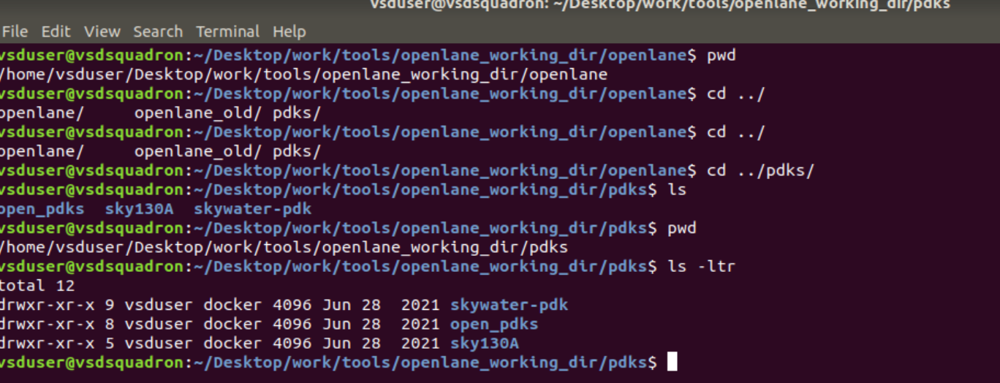 vsduser@vsdsquadron: ~/Desktop/work/tools/openlane_working_dir/pdks
File Edit View Search Terminal Help
vsduser@vsdsquadron:~/Desktop/work/tools/openlane_working_dir/openlane$ pwd
/home/vsduser/Desktop/work/tools/openlane_working_dir/openlane
vsduser@vsdsquadron:~/Desktop/work/tools/openlane_working_dir/openlane$ cd ../
openlane/     openlane_old/ pdks/
vsduser@vsdsquadron:~/Desktop/work/tools/openlane_working_dir/openlane$ cd ../
openlane/     openlane_old/ pdks/
vsduser@vsdsquadron:~/Desktop/work/tools/openlane_working_dir/openlane$ cd ../pdks/
vsduser@vsdsquadron:~/Desktop/work/tools/openlane_working_dir/pdks$ ls
open_pdks  sky130A  skywater-pdk
vsduser@vsdsquadron:~/Desktop/work/tools/openlane_working_dir/pdks$ pwd
/home/vsduser/Desktop/work/tools/openlane_working_dir/pdks
vsduser@vsdsquadron:~/Desktop/work/tools/openlane_working_dir/pdks$ ls -ltr
total 12
drwxr-xr-x 9 vsduser docker 4096 Jun 28  2021 skywater-pdk
drwxr-xr-x 8 vsduser docker 4096 Jun 28  2021 open_pdks
drwxr-xr-x 5 vsduser docker 4096 Jun 28  2021 sky130A
vsduser@vsdsquadron:~/Desktop/work/tools/openlane_working_dir/pdks$